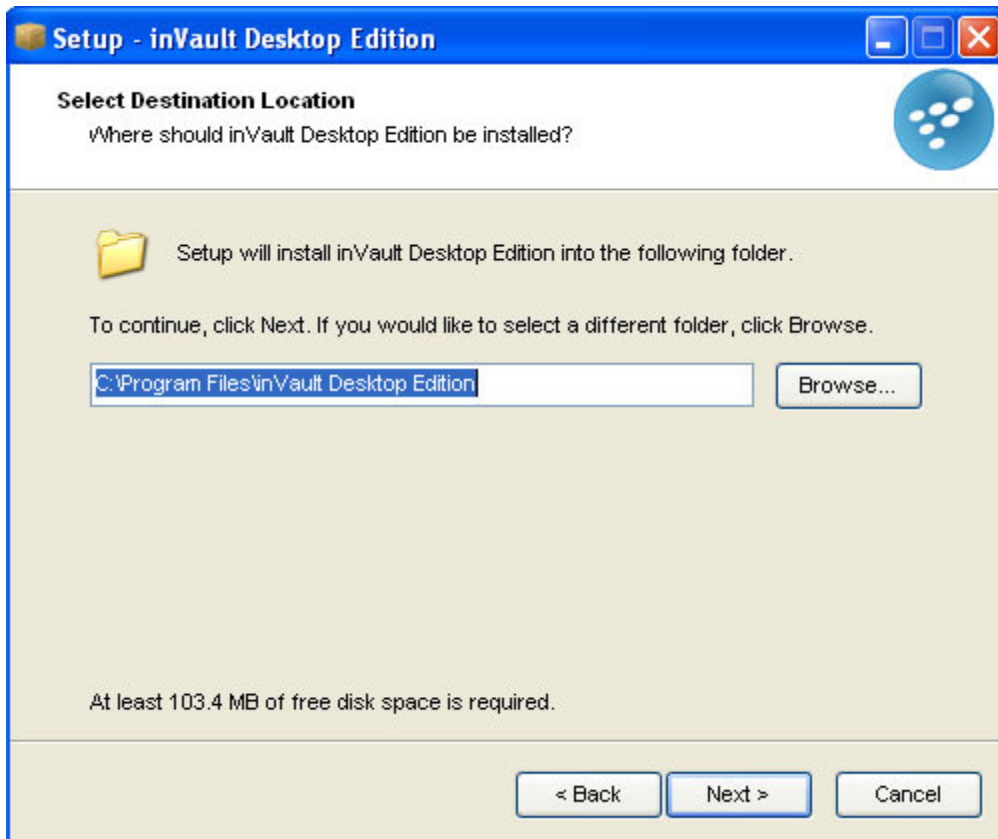 Setup - inVault Desktop Edition
Select Destination Location
Where should inVault Desktop Edition be installed?
Setup will install inVault Desktop Edition into the following folder.
To continue, click Next. If you would like to select a different folder, click Browse.
C:\Program Files\inVault Desktop Edition
Browse...
At least 103.4 MB of free disk space is required.
< Back
Next >
Cancel